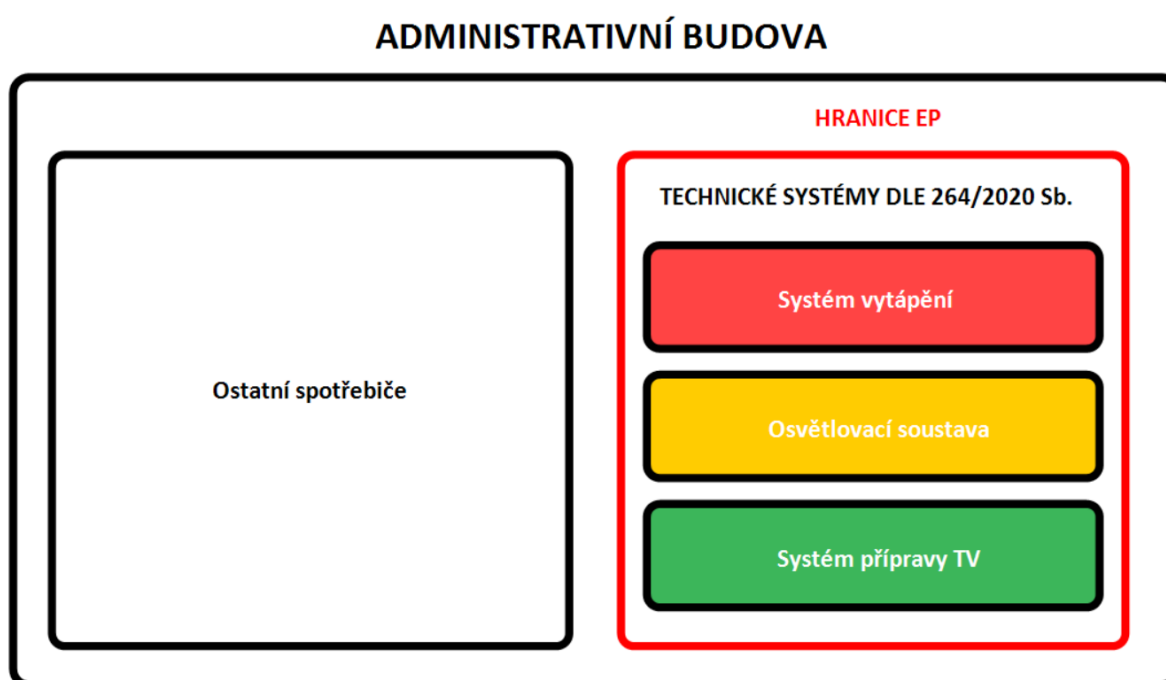 ADMINISTRATIVNÍ BUDOVA
HRANICE EP
TECHNICKÉ SYSTÉMY DLE 264/2020 Sb.
Systém vytápění
Ostatní spotřebiče
Osvětlovací soustava
Systém přípravy TV